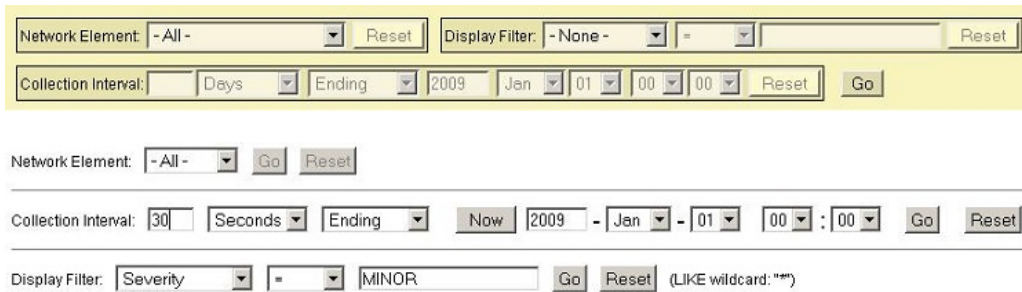 Network Element: - All - Reset Display Filter: - None - = Reset
Collection Interval: Days Ending 2009 Jan 01 00 00 Reset Go
Network Element: - All - Go Reset
Collection Interval: 30 Seconds Ending Now 2009 - Jan - 01 00 : 00 Go Reset
Display Filter: Severity = MINOR Go Reset (LIKE wildcard: "*")